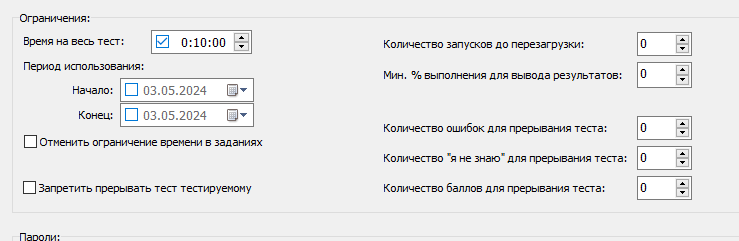 Ограничения:
Время на весь тест: 0:10:00
Период использования:
Начало: 03.05.2024
Конец: 03.05.2024
Отменить ограничение времени в заданиях
Запретить прерывать тест тестируемому
Количество запусков до перезагрузки: 0
Мин. % выполнения для вывода результатов: 0
Количество ошибок для прерывания теста: 0
Количество "я не знаю" для прерывания теста: 0
Количество баллов для прерывания теста: 0
Пароли: